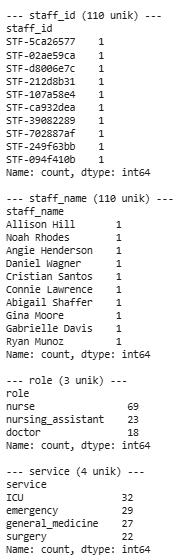 --- staff_id (110 unik) ---
staff_id
STF-5ca26577    1
STF-02ae59ca    1
STF-d8006e7c    1
STF-212d8b31    1
STF-107a58e4    1
STF-ca932dea    1
STF-39082289    1
STF-702887af    1
STF-249f63bb    1
STF-094f410b    1
Name: count, dtype: int64
--- staff_name (110 unik) ---
staff_name
Allison Hill       1
Noah Rhodes        1
Angie Henderson    1
Daniel Wagner      1
Cristian Santos    1
Connie Lawrence    1
Abigail Shaffer    1
Gina Moore         1
Gabrielle Davis    1
Ryan Munoz         1
Name: count, dtype: int64
--- role (3 unik) ---
role
nurse                69
nursing_assistant    23
doctor               18
Name: count, dtype: int64
--- service (4 unik) ---
service
ICU                 32
emergency           29
general_medicine    27
surgery             22
Name: count, dtype: int64